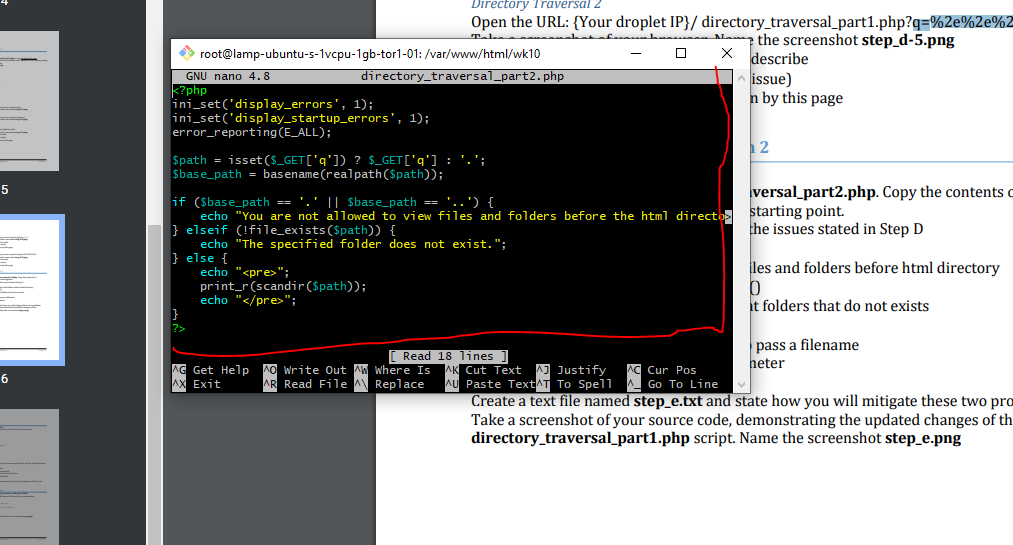 4
5
6
Directory Traversal 2
Open the URL: {Your droplet IP}/ directory_traversal_part1.php?q=%2e%2e%2
the screenshot step_d-5.png
root@lamp-ubuntu-s-1vcpu-1gb-tor1-01: /var/www/html/wk10
describe
issue)
n by this page
n 2
aversal_part2.php. Copy the contents o
starting point.
the issues stated in Step D
iles and folders before html directory
()
at folders that do not exists
pass a filename
meter
GNU nano 4.8 directory_traversal_part2.php
<?php
ini_set('display_errors', 1);
ini_set('display_startup_errors', 1);
error_reporting(E_ALL);
$path = isset($_GET['q']) ? $_GET['q'] : '.';
$base_path = basename(realpath($path));
if ($base_path == '.' || $base_path == '..') {
    echo "You are not allowed to view files and folders before the html directo>
} elseif (!file_exists($path)) {
    echo "The specified folder does not exist.";
} else {
    echo "<pre>";
    print_r(scandir($path));
    echo "</pre>";
}
?>
[ Read 18 lines ]
^G Get Help ^O Write Out ^W Where Is ^K Cut Text ^J Justify ^C Cur Pos
^X Exit ^R Read File ^\ Replace ^U Paste Text ^T To Spell ^_ Go To Line
Create a text file named step_e.txt and state how you will mitigate these two pro
Take a screenshot of your source code, demonstrating the updated changes of th
directory_traversal_part1.php script. Name the screenshot step_e.png